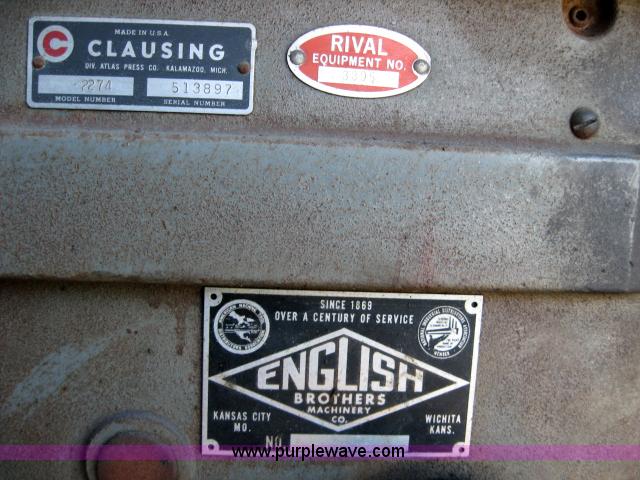 MADE IN U.S.A.
C CLAUSING
DIV. ATLAS PRESS CO. KALAMAZOO, MICH.
2274 513897
MODEL NUMBER SERIAL NUMBER
RIVAL
EQUIPMENT NO.
3395
SINCE 1869
OVER A CENTURY OF SERVICE
ENGLISH
BROTHERS
MACHINERY
CO.
KANSAS CITY
MO.
WICHITA
KANS.
NO
www.purplewave.com